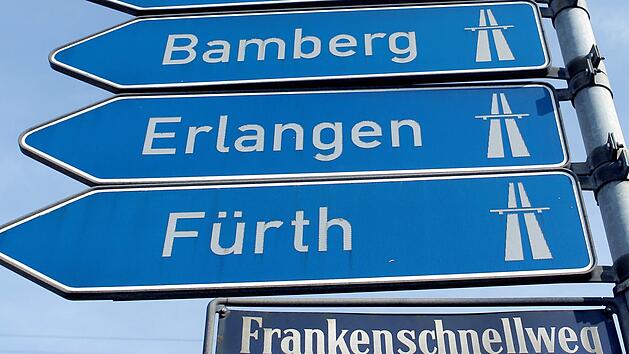 Bamberg
Erlangen
Fürth
Frankenschnellweg